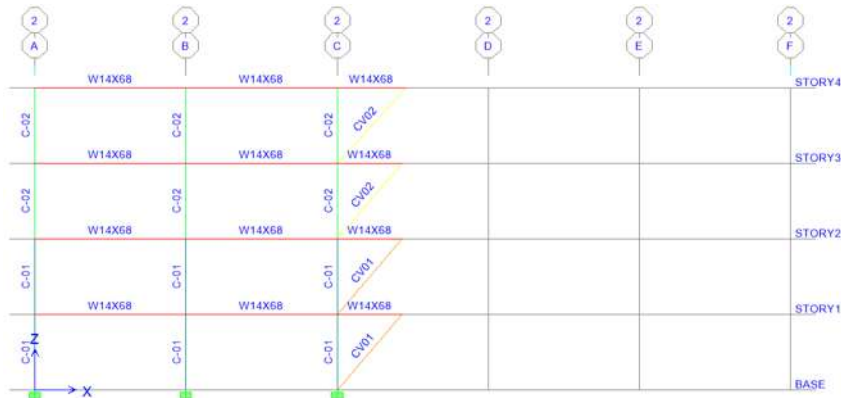 2 2 2 2 2 2
A B C D E F
W14X68 W14X68 W14X68 STORY4
C-02 C-02 C-02 CV02
W14X68 W14X68 W14X68 STORY3
C-02 C-02 C-02 CV02
W14X68 W14X68 W14X68 STORY2
C-01 C-01 C-01 CV01
W14X68 W14X68 W14X68 STORY1
C-01 C-01 C-01 CV01
Z
X
BASE